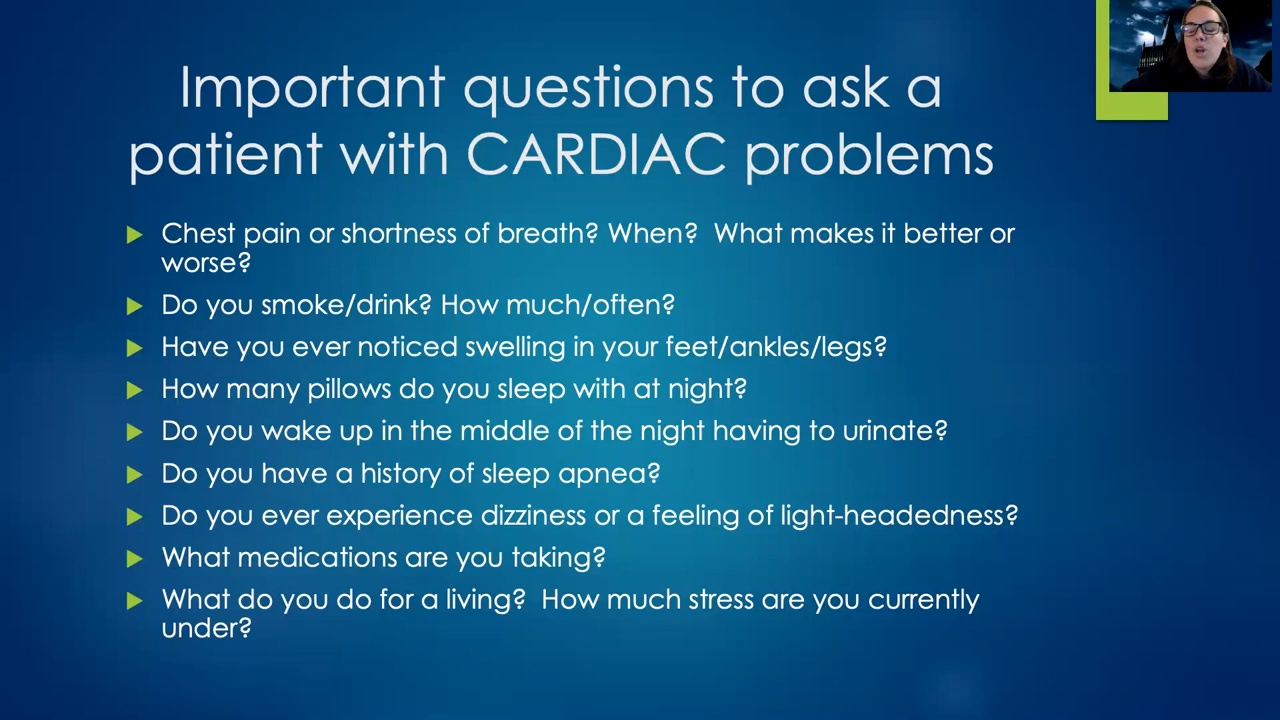 Important questions to ask a
patient with CARDIAC problems
Chest pain or shortness of breath? When?  What makes it better or
worse?
Do you smoke/drink? How much/often?
Have you ever noticed swelling in your feet/ankles/legs?
How many pillows do you sleep with at night?
Do you wake up in the middle of the night having to urinate?
Do you have a history of sleep apnea?
Do you ever experience dizziness or a feeling of light-headedness?
What medications are you taking?
What do you do for a living?  How much stress are you currently
under?